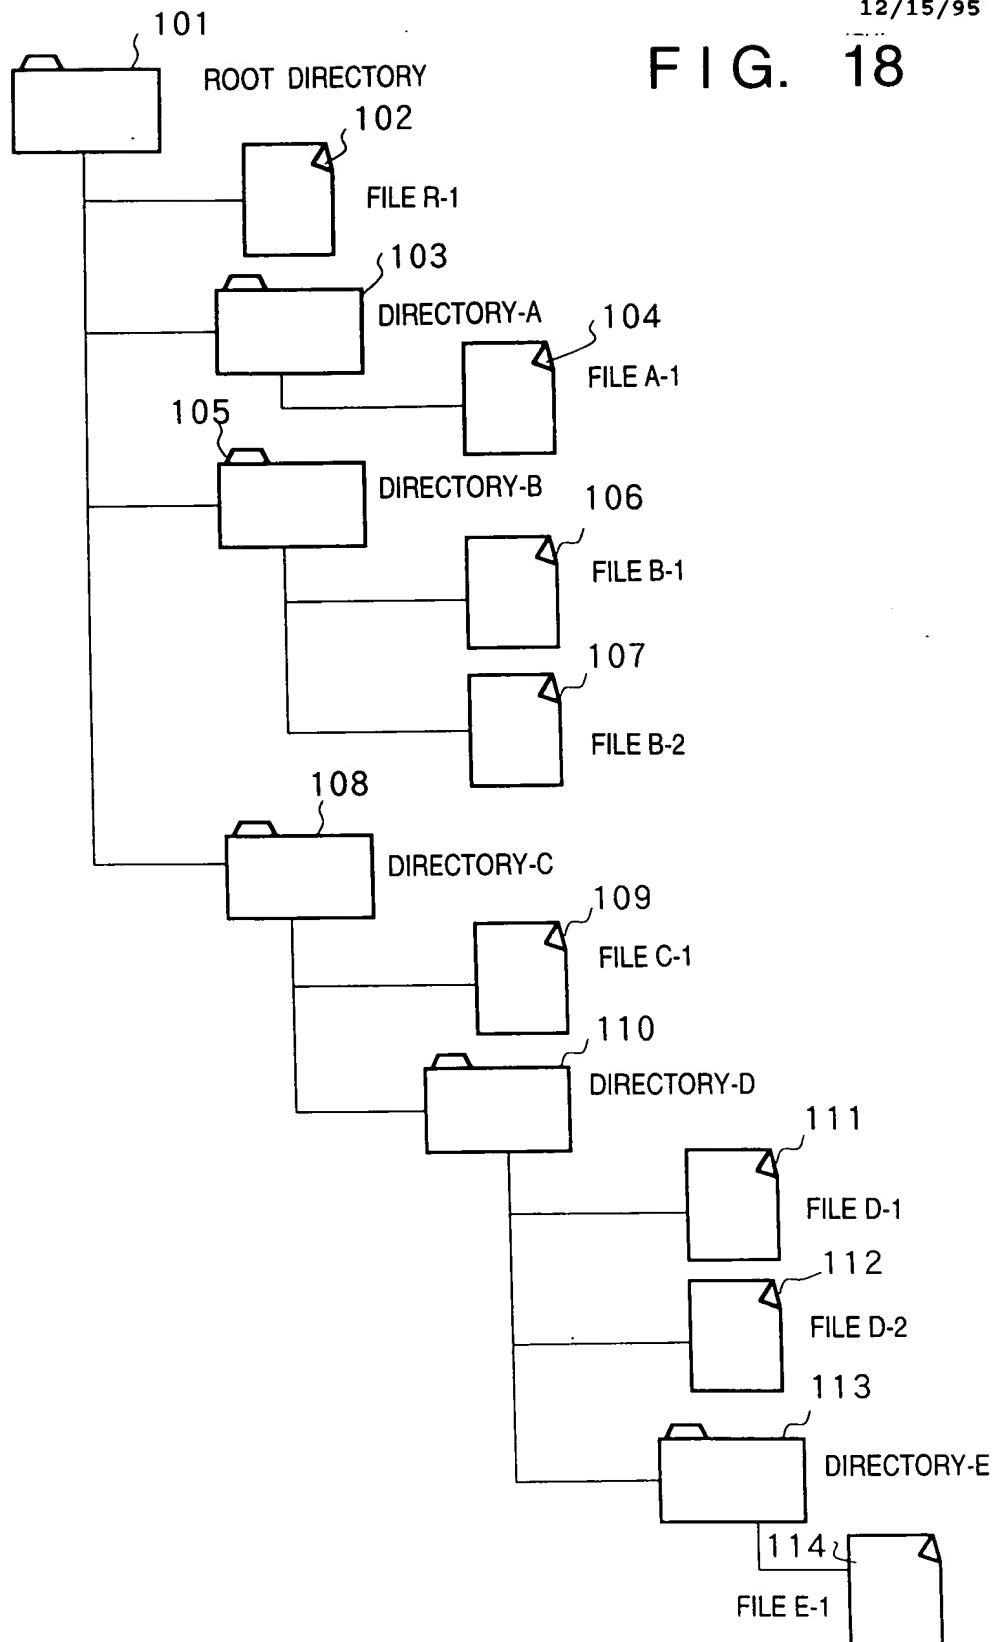 12/15/95
101
ROOT DIRECTORY
FIG. 18
102
FILE R-1
103
DIRECTORY-A
104
FILE A-1
105
DIRECTORY-B
106
FILE B-1
107
FILE B-2
108
DIRECTORY-C
109
FILE C-1
110
DIRECTORY-D
111
FILE D-1
112
FILE D-2
113
DIRECTORY-E
114
FILE E-1